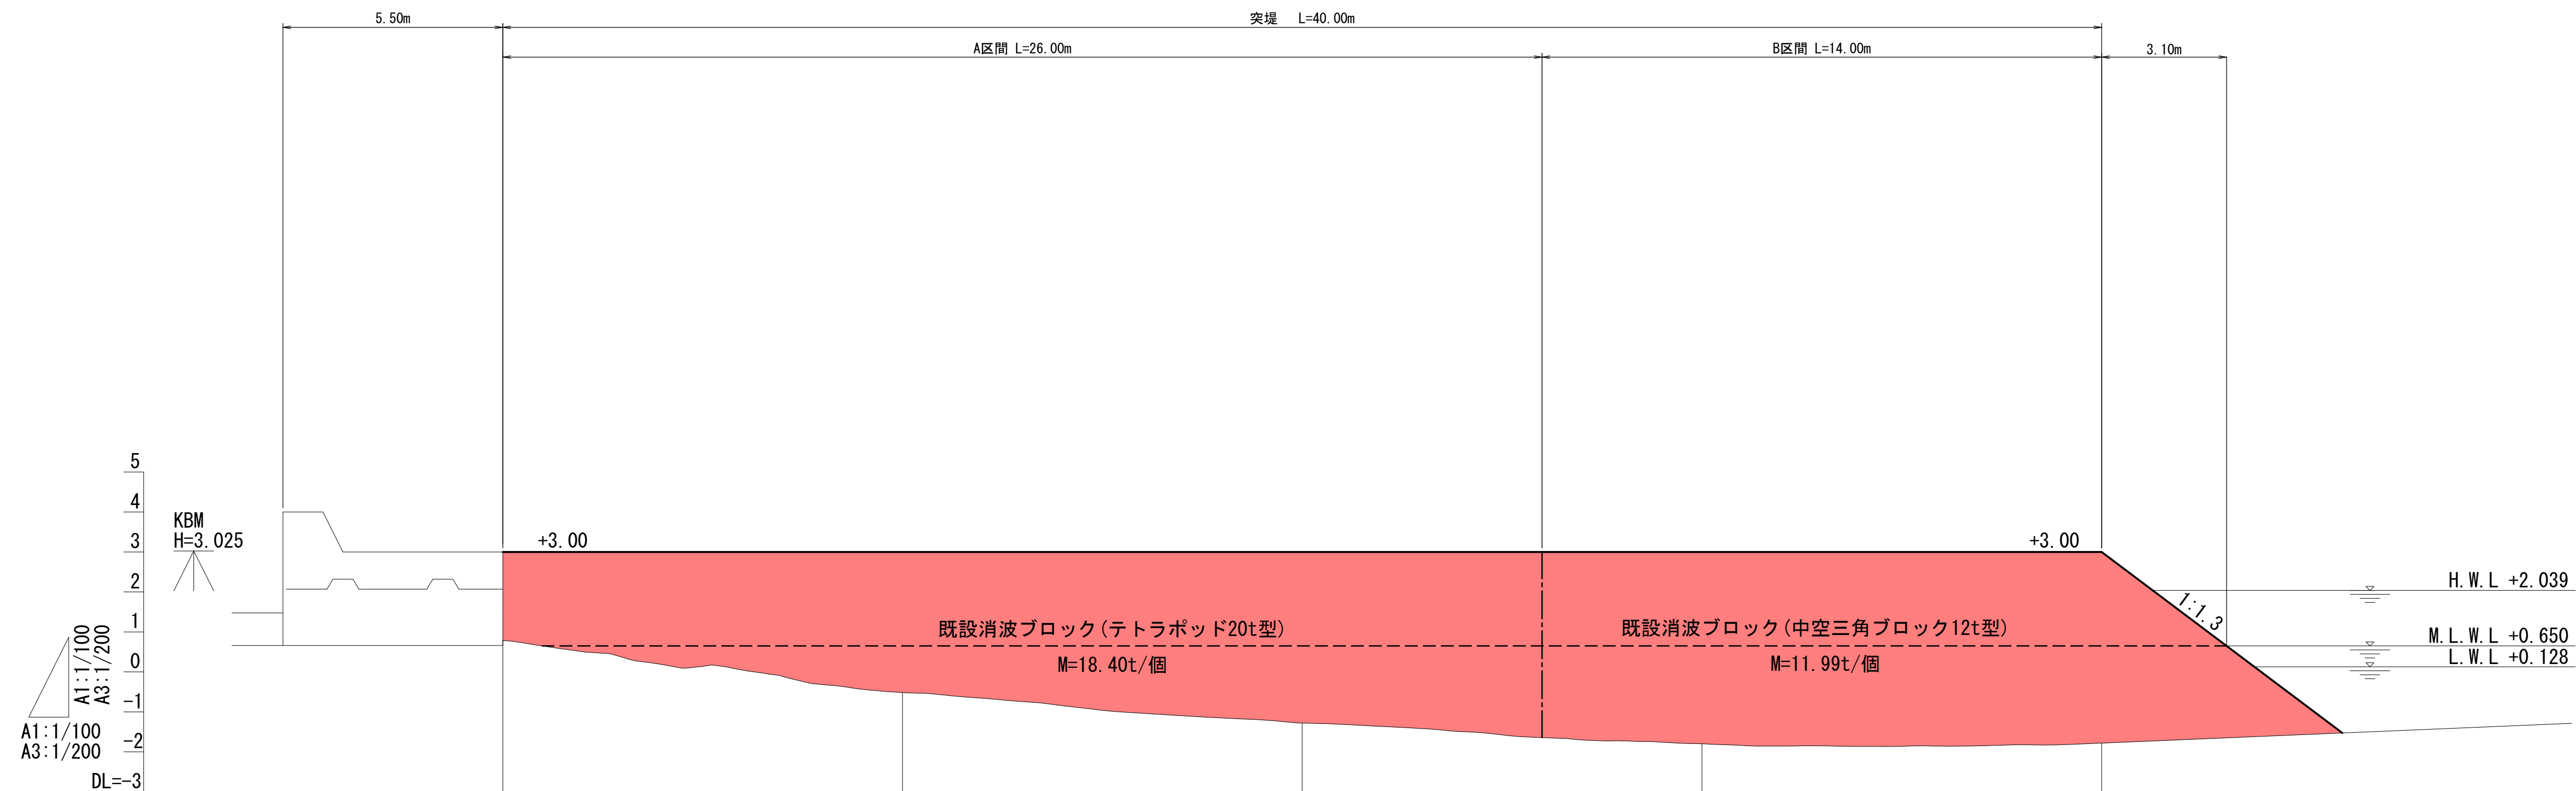 5.50m
突堤 L=40.00m
A区間 L=26.00m
B区間 L=14.00m
3.10m
5
4
3
2
1
0
-1
-2
DL=-3
KBM
H=3.025
+3.00
+3.00
H.W.L +2.039
1:1.3
M.L.W.L +0.650
L.W.L +0.128
既設消波ブロック(テトラポッド20t型)
M=18.40t/個
既設消波ブロック(中空三角ブロック12t型)
M=11.99t/個
A1:1/100
A3:1/200
A1:1/100
A3:1/200